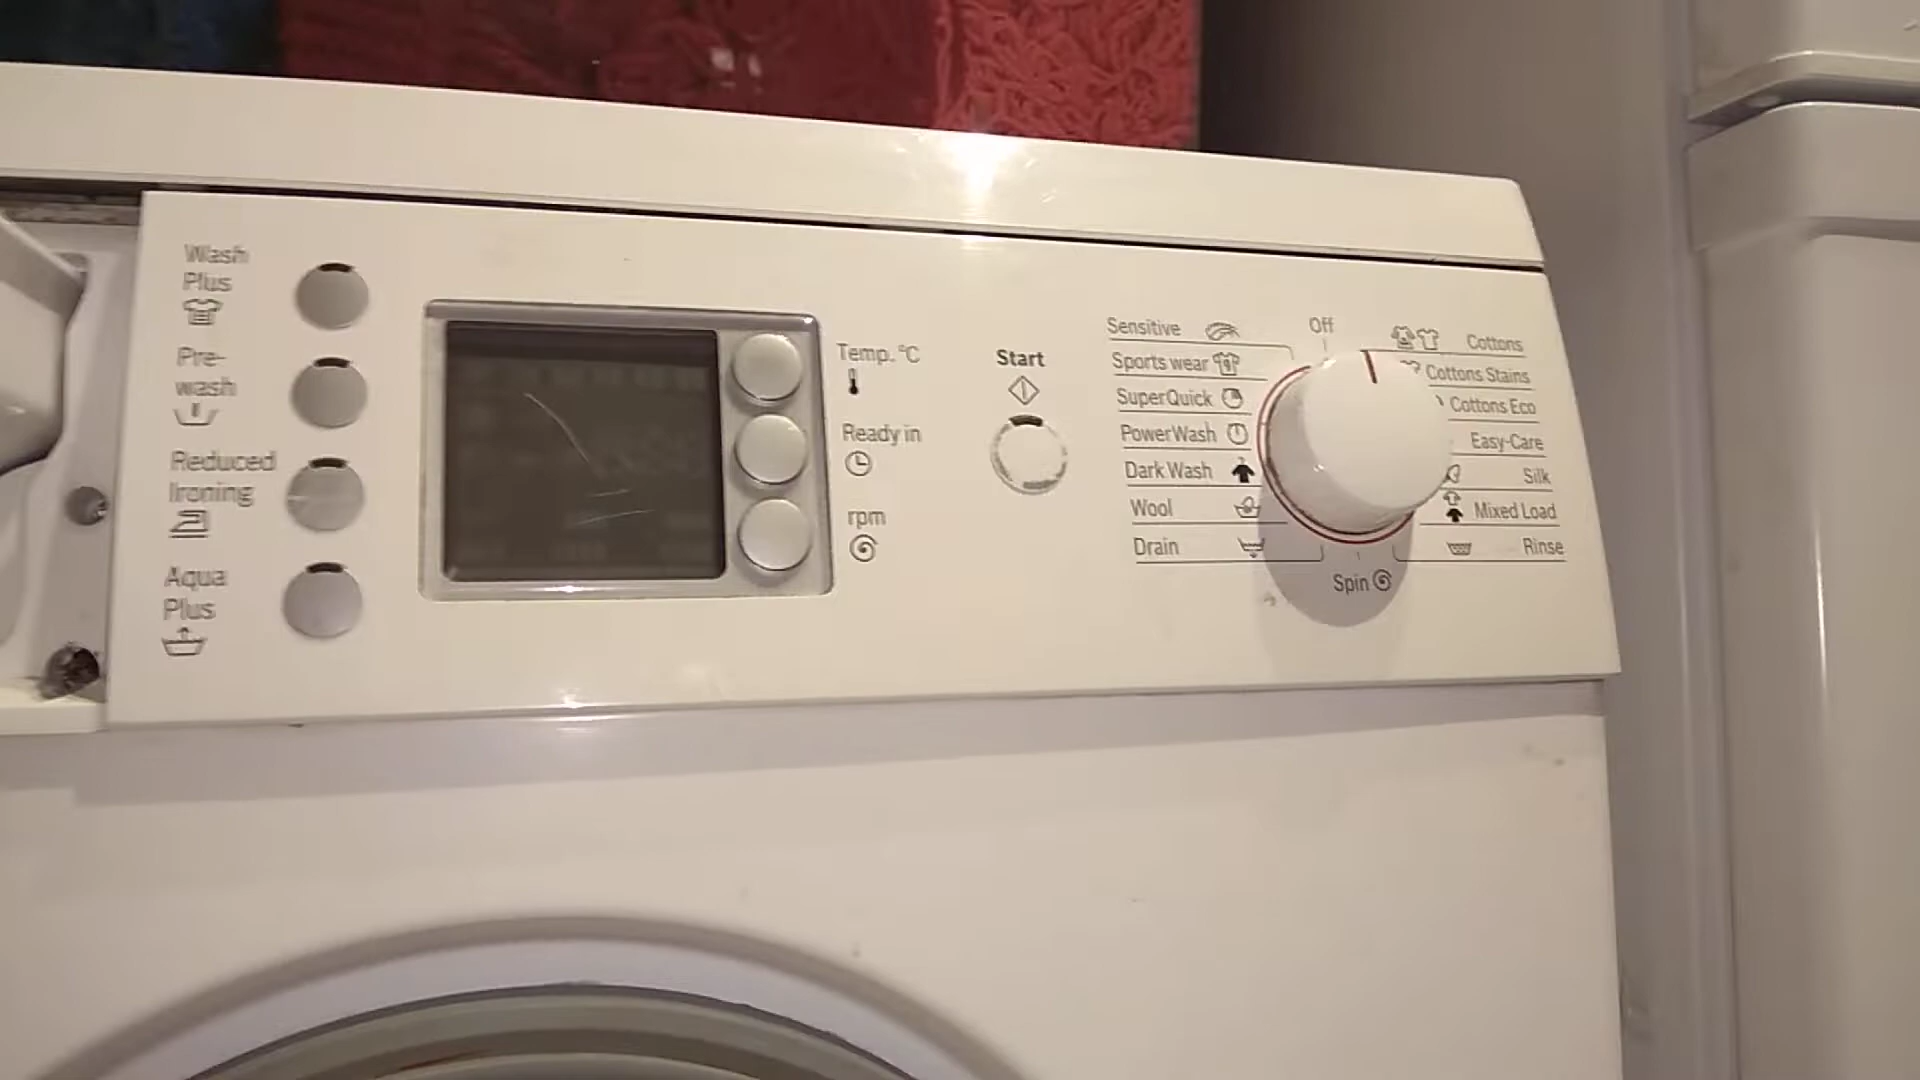 Wash
Plus
Pre-
wash
Reduced
Ironing
Aqua
Plus
Temp. °C
Ready in
rpm
Start
Sensitive
Sports wear
SuperQuick
PowerWash
Dark Wash
Wool
Drain
Off
Cottons
Cottons Stains
Cottons Eco
Easy-Care
Silk
Mixed Load
Rinse
Spin